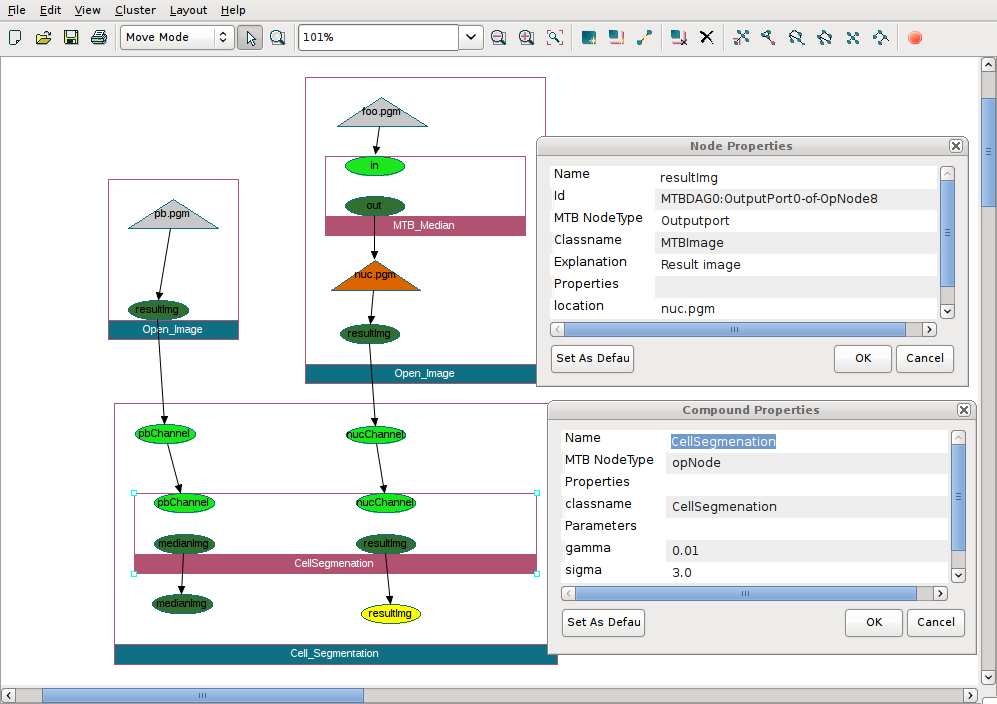 File Edit View Cluster Layout Help
Move Mode 101%
foo.pgm
in
out
MTB_Median
pb.pgm
resultImg
Open_Image
nuc.pgm
resultImg
Open_Image
pbChannel
nucChannel
pbChannel
nucChannel
medianImg
resultImg
CellSegmenation
medianImg
resultImg
Cell_Segmentation
Node Properties
Name resultImg
Id MTBDAG0:OutputPort0-of-OpNode8
MTB NodeType Outputport
Classname MTBImage
Explanation Result image
Properties
location nuc.pgm
Set As Defau OK Cancel
Compound Properties
Name CellSegmenation
MTB NodeType opNode
Properties
classname CellSegmenation
Parameters
gamma 0.01
sigma 3.0
Set As Defau OK Cancel